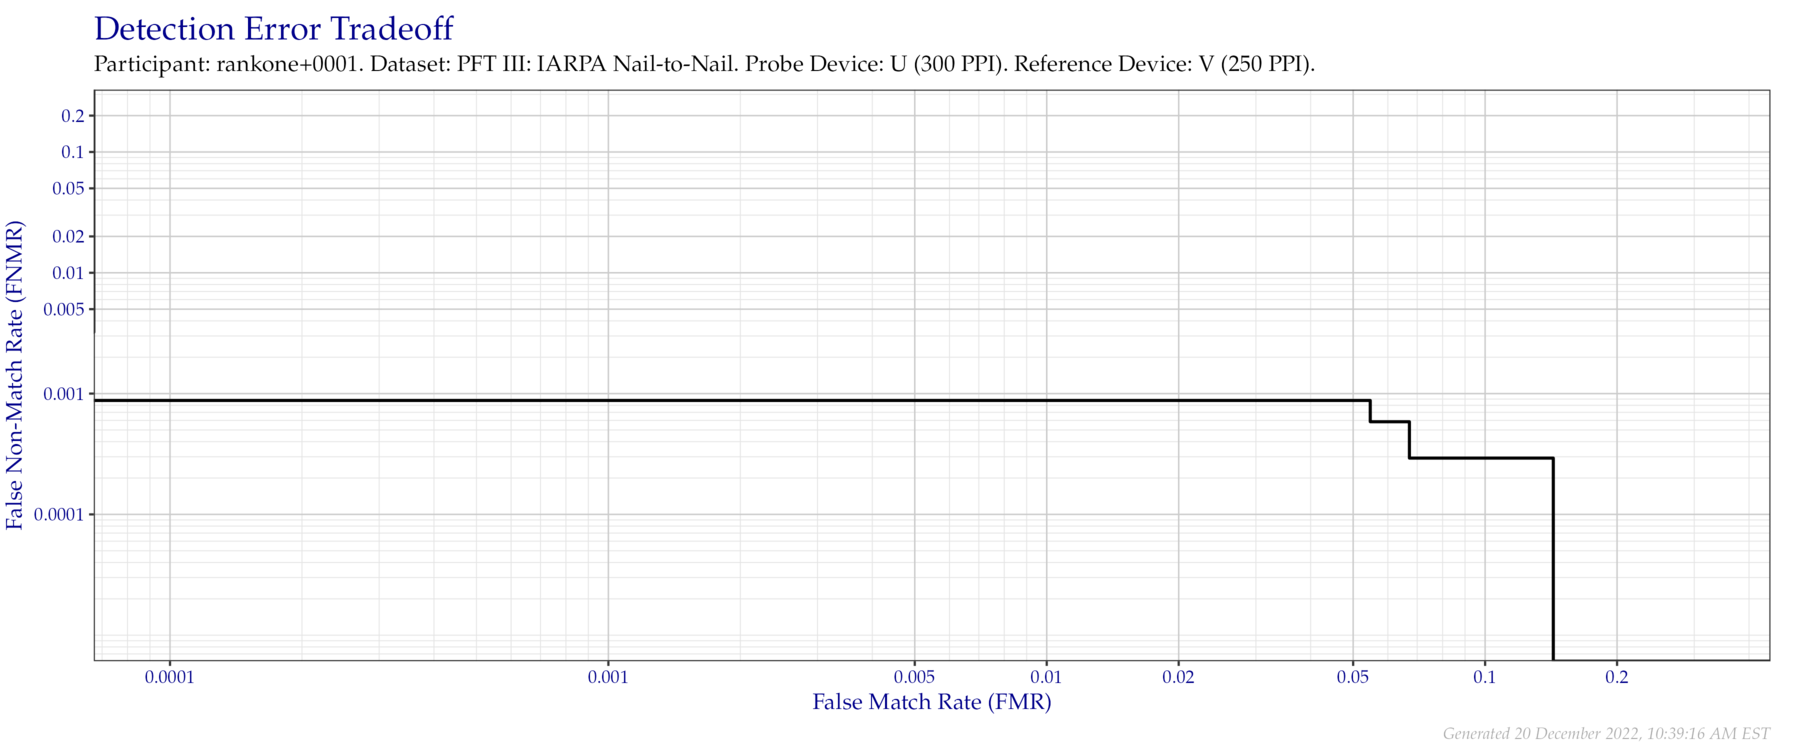 Detection Error Tradeoff
Participant: rankone+0001. Dataset: PFT III: IARPA Nail-to-Nail. Probe Device: U (300 PPI). Reference Device: V (250 PPI).
False Non-Match Rate (FNMR)
0.2
0.1
0.05
0.02
0.01
0.005
0.001
0.0001
0.0001 0.001 0.005 0.01 0.02 0.05 0.1 0.2
False Match Rate (FMR)
Generated 20 December 2022, 10:39:16 AM EST